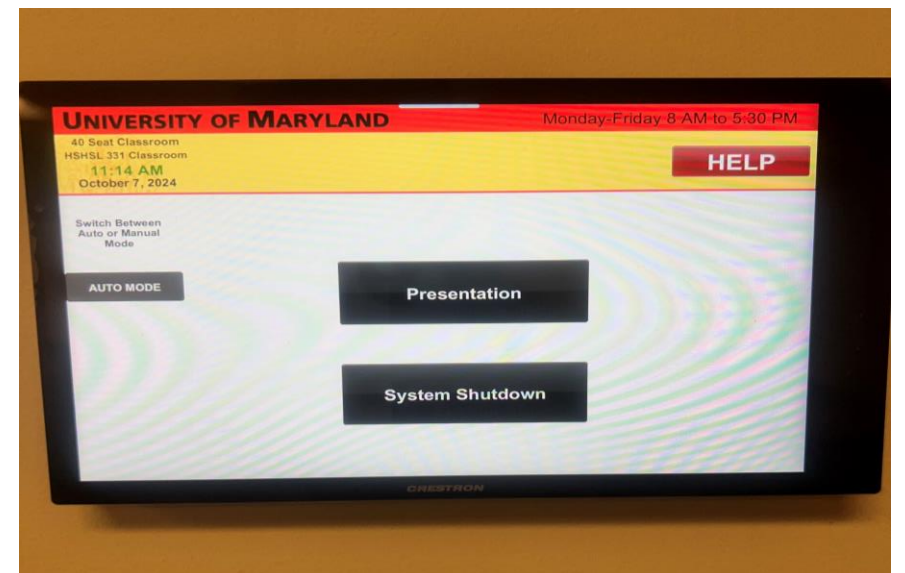 UNIVERSITY OF MARYLAND
Monday-Friday 8 AM to 5:30 PM
40 Seat Classroom
HSHSL 331 Classroom
11:14 AM
October 7, 2024
HELP
Switch Between
Auto or Manual
Mode
AUTO MODE
Presentation
System Shutdown
CRESTRON